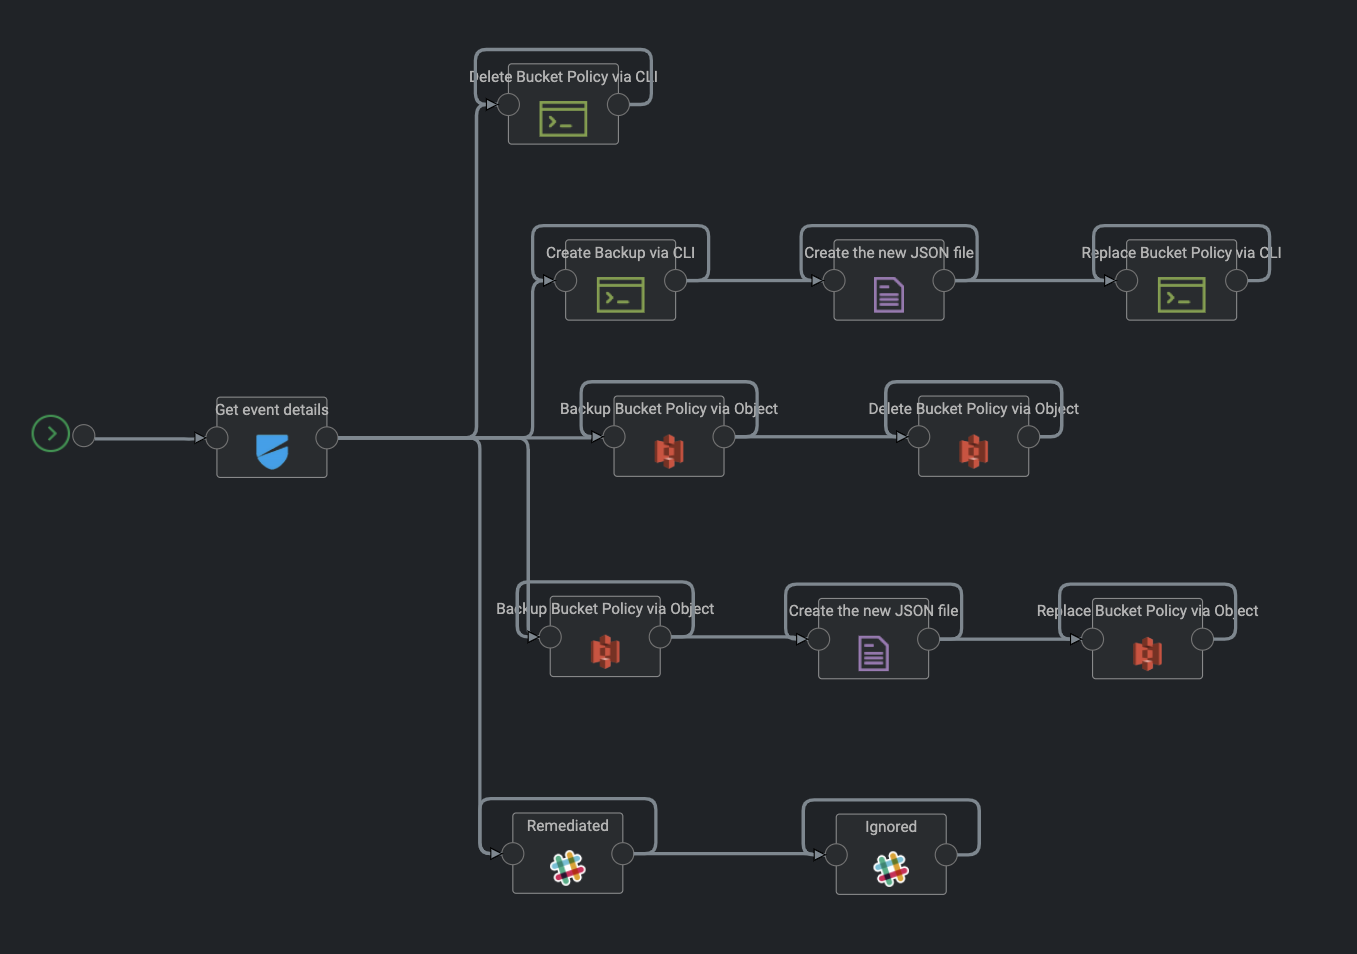 Delete Bucket Policy via CLI
Create Backup via CLI
Create the new JSON file
Replace Bucket Policy via CLI
Get event details
Backup Bucket Policy via Object
Delete Bucket Policy via Object
Backup Bucket Policy via Object
Create the new JSON file
Replace Bucket Policy via Object
Remediated
Ignored